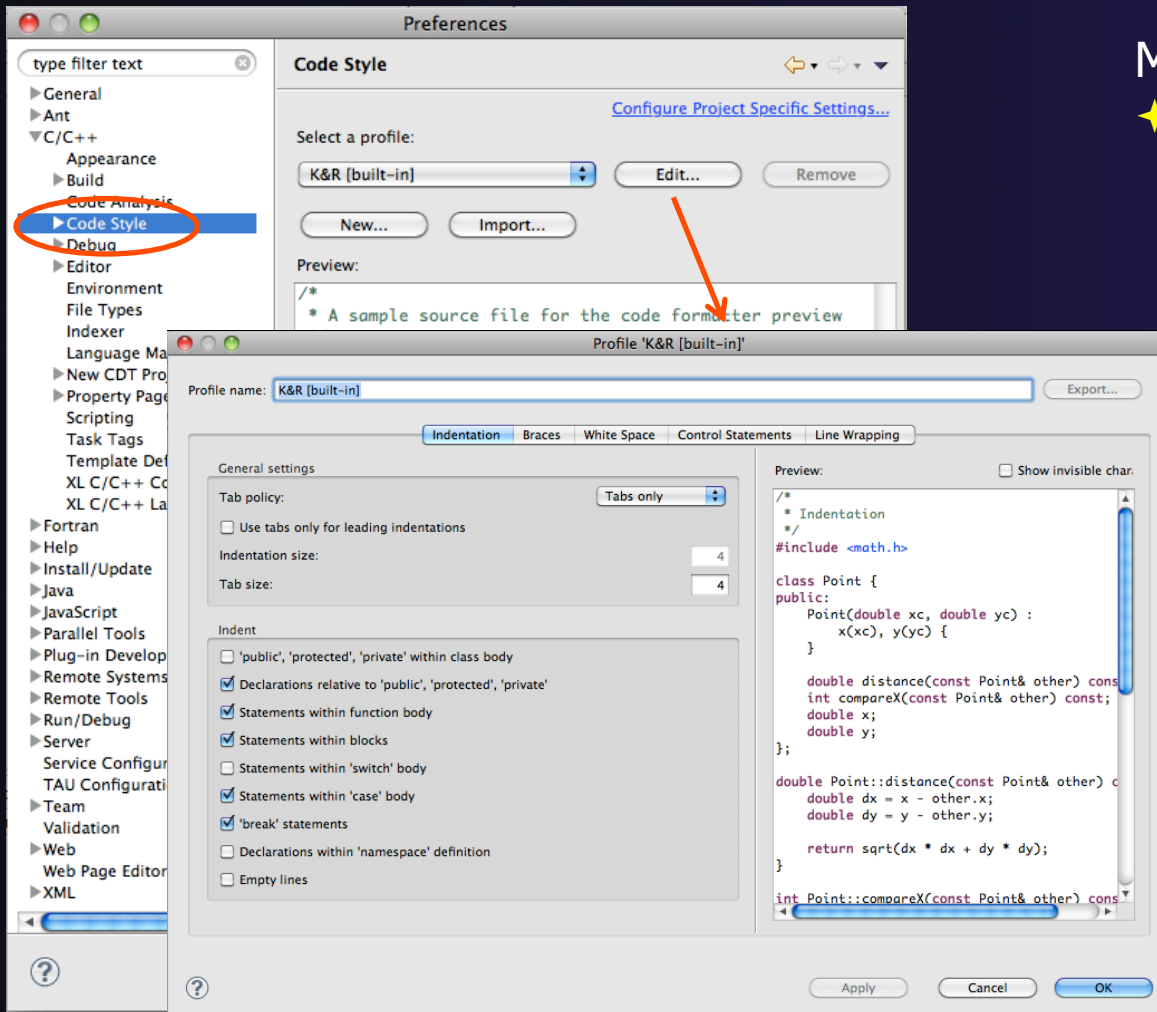 Preferences
type filter text
General
Ant
C/C++
Appearance
Build
Code Analysis
Code Style
Debug
Editor
Environment
File Types
Indexer
Language Ma
New CDT Pro
Property Page
Scripting
Task Tags
Template Def
XL C/C++ Co
XL C/C++ La
Fortran
Help
Install/Update
Java
JavaScript
Parallel Tools
Plug-in Develop
Remote Systems
Remote Tools
Run/Debug
Server
Service Configur
TAU Configurati
Team
Validation
Web
Web Page Editor
XML
Code Style
Configure Project Specific Settings...
Select a profile:
K&R [built-in]
Edit...
Remove
New...
Import...
Preview:
/*
* A sample source file for the code formatter preview
M
Profile 'K&R [built-in]'
Profile name: K&R [built-in]
Export...
Indentation Braces White Space Control Statements Line Wrapping
General settings
Tab policy: Tabs only
Use tabs only for leading indentations
Indentation size: 4
Tab size: 4
Indent
'public', 'protected', 'private' within class body
Declarations relative to 'public', 'protected', 'private'
Statements within function body
Statements within blocks
Statements within 'switch' body
Statements within 'case' body
'break' statements
Declarations within 'namespace' definition
Empty lines
Preview: Show invisible char
/*
* Indentation
*/
#include <math.h>
class Point {
public:
Point(double xc, double yc) :
x(xc), y(yc) {
}
double distance(const Point& other) cons
int compareX(const Point& other) const;
double x;
double y;
};
double Point::distance(const Point& other) c
double dx = x - other.x;
double dy = y - other.y;
return sqrt(dx * dx + dy * dy);
}
int Point::compareX(const Point& other) cons
?
?
Apply
Cancel
OK